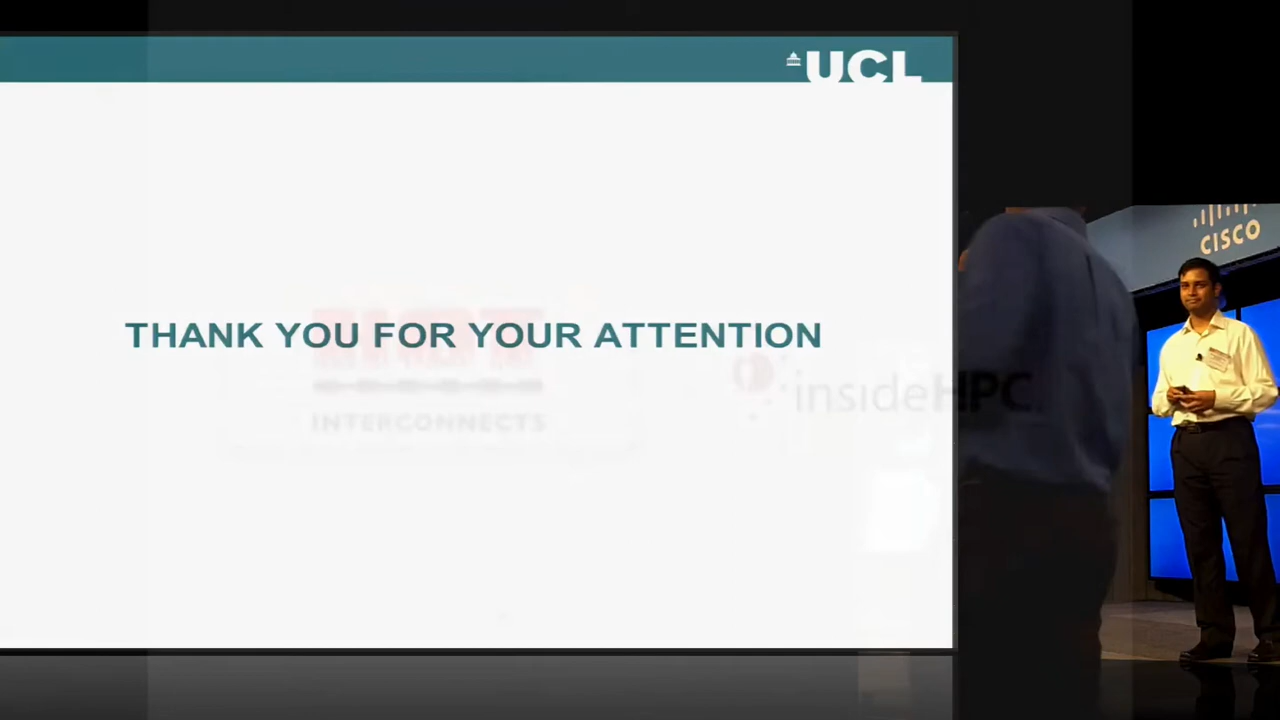 UCL
CISCO
THANK YOU FOR YOUR ATTENTION
insideHPC
INTERCONNECTS